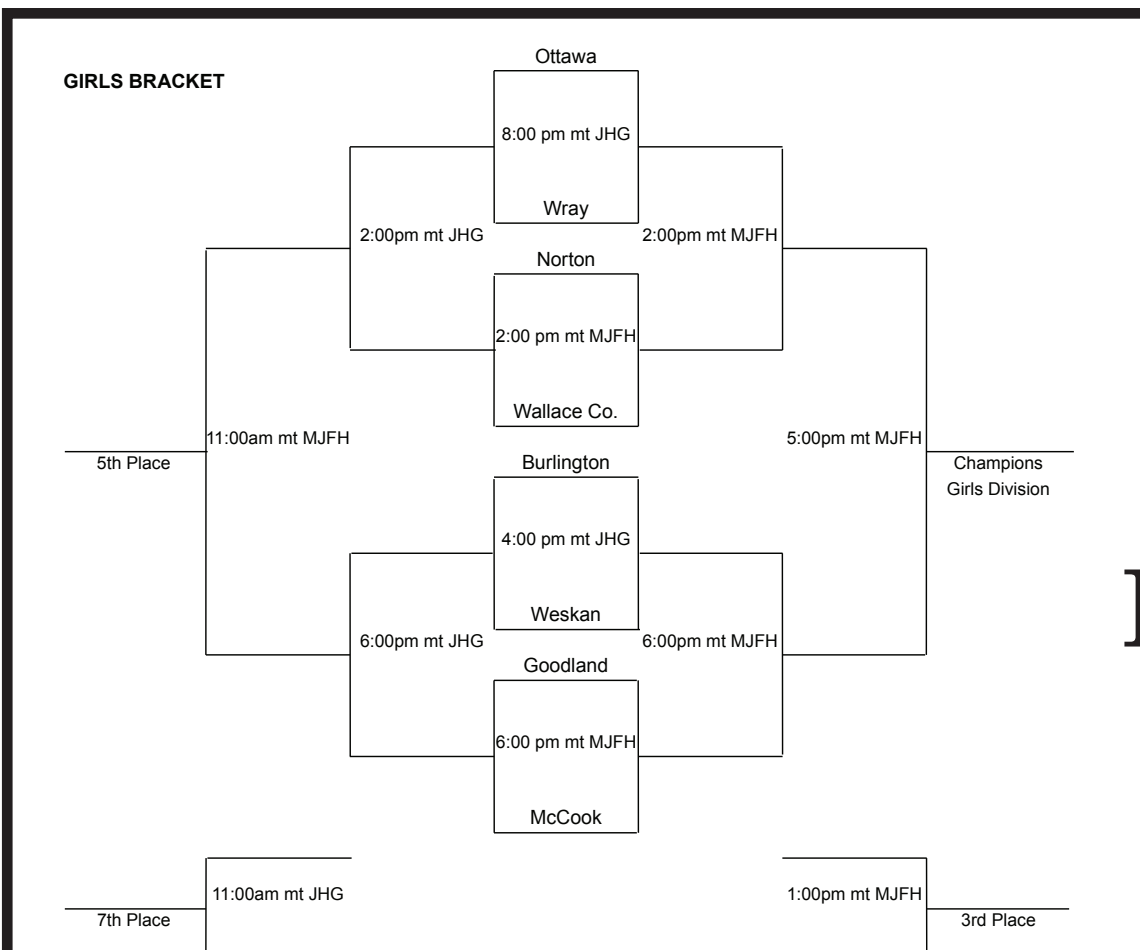 Ottawa
GIRLS BRACKET
8:00 pm mt JHG
Wray
2:00pm mt JHG
2:00pm mt MJFH
Norton
2:00 pm mt MJFH
Wallace Co.
11:00am mt MJFH
5:00pm mt MJFH
5th Place
Burlington
Champions
Girls Division
4:00 pm mt JHG
Weskan
6:00pm mt JHG
6:00pm mt MJFH
Goodland
6:00 pm mt MJFH
McCook
11:00am mt JHG
1:00pm mt MJFH
7th Place
3rd Place